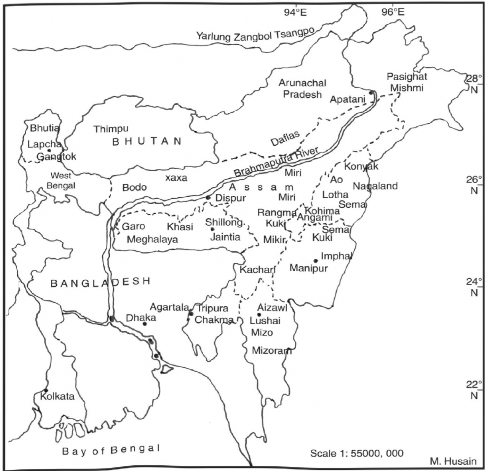 94°E
96°E
Yarlung Zangbol Tsangpo
28°
N
Pasighat
Mishmi
Arunachal
Pradesh
Apatani
Bhutia
Lapcha
Gangtok
Thimpu
BHUTAN
Dallas
Brahmaputra River
Miri
Konyak
West
Bengal
Bodo
xaxa
Assam
Dispur
Miri
Ao
Nagaland
Lotha
Sema
26°
N
Rangma
Kohima
Angami
Kuki
Sema
Kuki
Mikir
Garo
Khasi
Shillong
Meghalaya
Jaintia
Imphal
Manipur
Kachari
BANGLADESH
24°
N
Agartala
Tripura
Chakma
Dhaka
Aizawl
Lushai
Mizo
Mizoram
22°
N
Kolkata
Bay of Bengal
Scale 1: 55000, 000
M. Husain